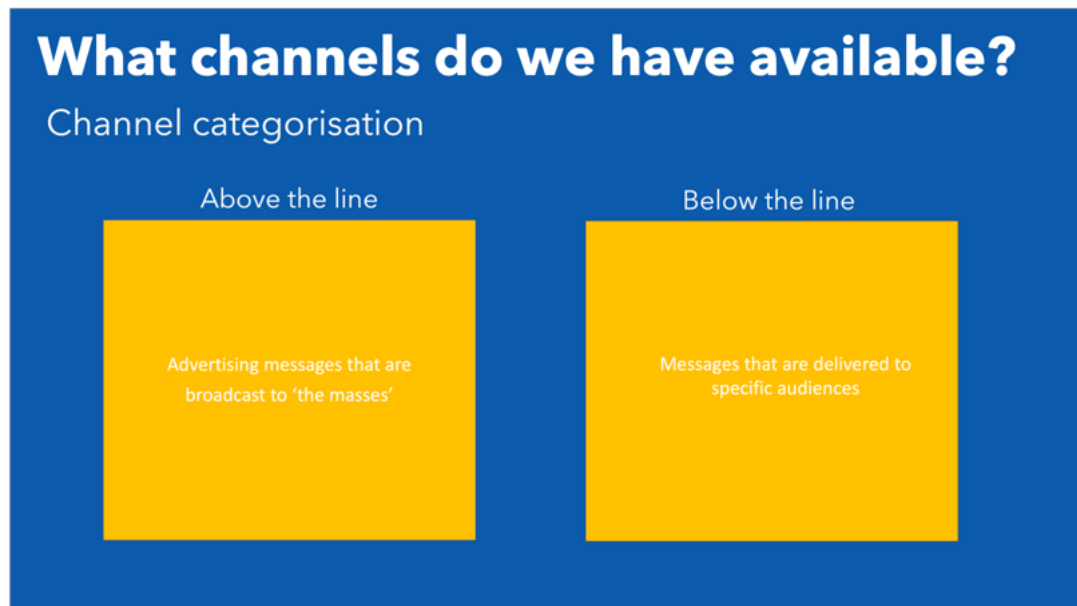 What channels do we have available?
Channel categorisation
Above the line
Below the line
Advertising messages that are
broadcast to ‘the masses’
Messages that are delivered to
specific audiences